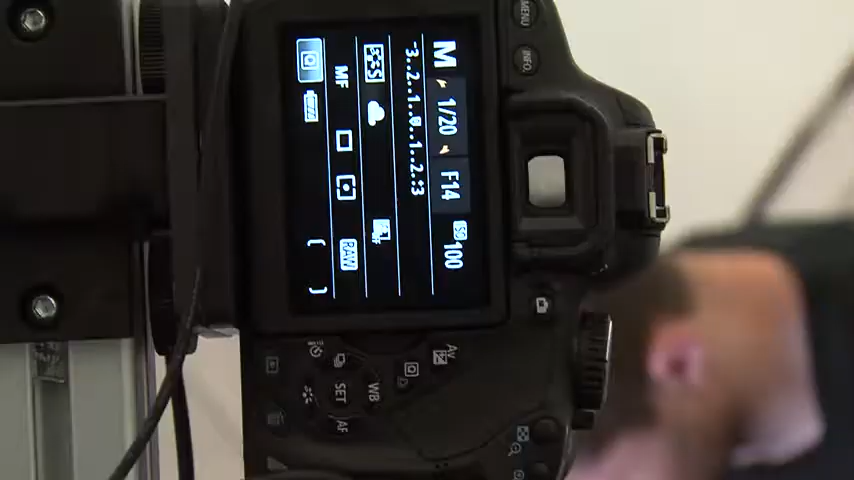 MENU
INFO.
M 1/20 F14 ISO 100
-3..2..1..0..1..2..:3
S
MF RAW
[ ]
Av
WB
SET
AF